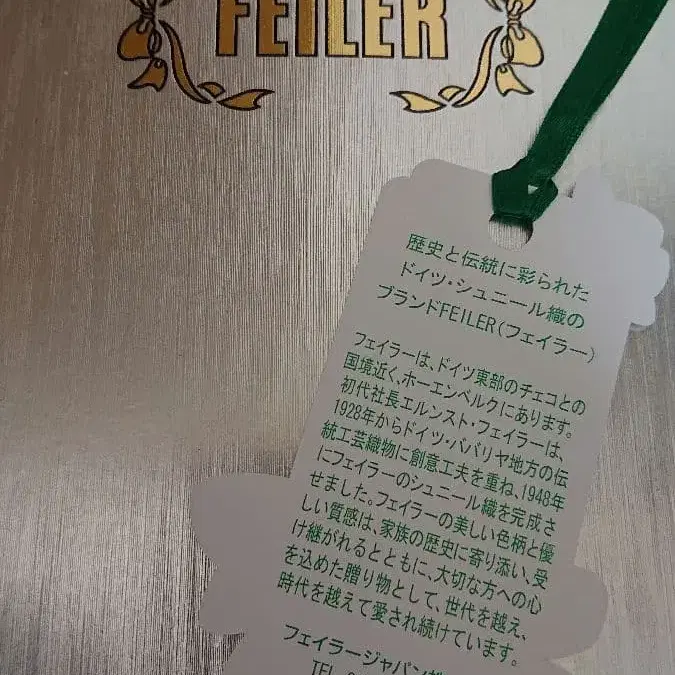 FEILER
歴史と伝統に彩られた
ドイツ・シュニール織の
ブランドFEILER(フェイラー)
フェイラーは、ドイツ東部のチェコとの
国境近く、ホーエンベルクにあります。
初代社長エルンスト・フェイラーは、
1928年からドイツ・ババリヤ地方の伝
統工芸織物に創意工夫を重ね、1948年
にフェイラーのシュニール織を完成さ
せました。フェイラーの美しい色柄と優
しい質感は、家族の歴史に寄り添い、受
け継がれるとともに、大切な方への心
を込めた贈り物として、世代を越え、
時代を越えて愛され続けています。
フェイラージャパン
TEL